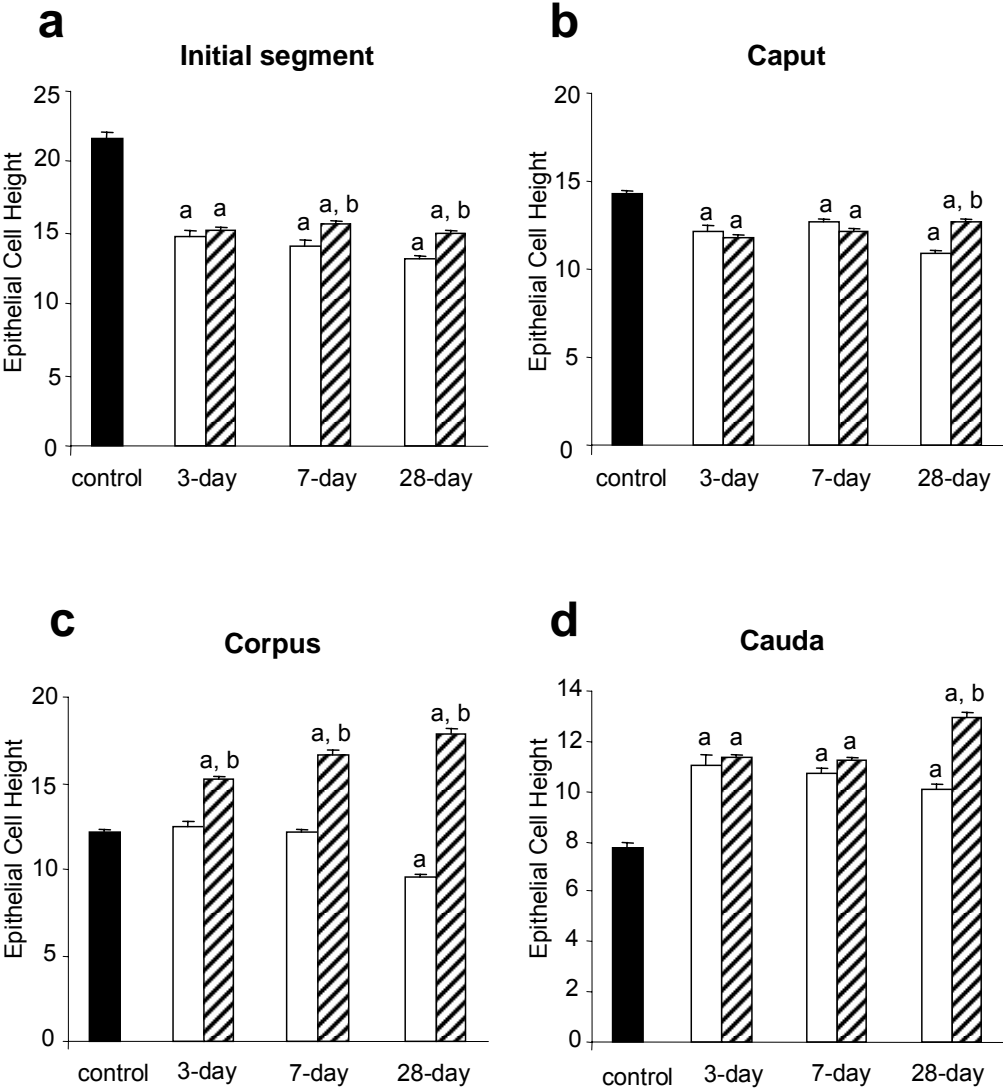 a
Initial segment
Epithelial Cell Height
25
20
15
10
5
0
a a
a
a, b
a
a, b
control 3-day 7-day 28-day
b
Caput
Epithelial Cell Height
20
15
10
5
0
a a
a a
a
a, b
control 3-day 7-day 28-day
c
Corpus
Epithelial Cell Height
20
15
10
5
0
a, b
a, b
a
a, b
control 3-day 7-day 28-day
d
Cauda
Epithelial Cell Height
14
12
10
8
6
4
2
0
a a
a a
a
a, b
control 3-day 7-day 28-day